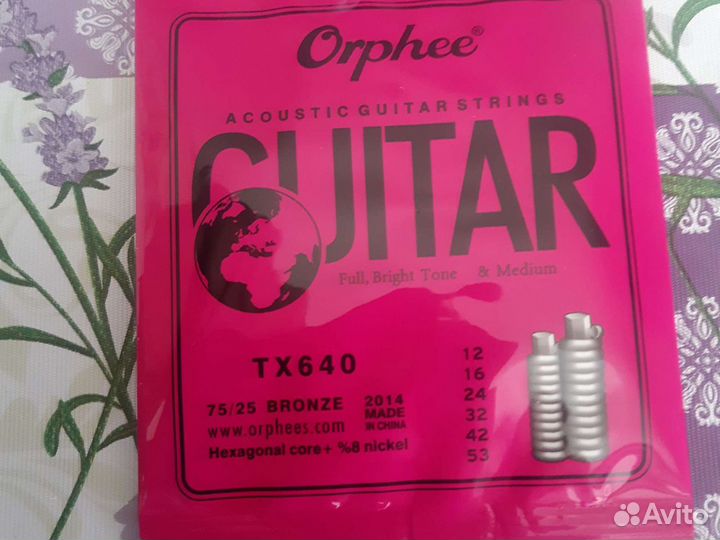 Orphee®
ACOUSTIC GUITAR STRINGS
GUITAR
Full, Bright Tone & Medium
TX640
75/25 BRONZE 2014 MADE IN CHINA
www.orphees.com
Hexagonal core+ %8 nickel
12
16
24
32
42
53
Avito